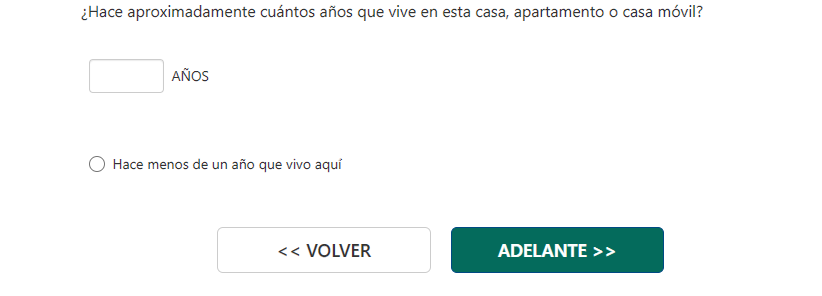 ¿Hace aproximadamente cuántos años que vive en esta casa, apartamento o casa móvil?
AÑOS
Hace menos de un año que vivo aquí
<< VOLVER
ADELANTE >>